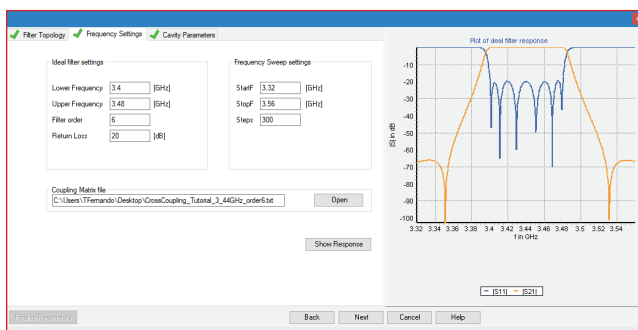 Filter Topology Frequency Settings Cavity Parameters
Ideal filter settings
Lower Frequency 3.4 [GHz]
Upper Frequency 3.48 [GHz]
Filter order 6
Return Loss 20 [dB]
Frequency Sweep settings
StartF 3.32 [GHz]
StopF 3.56 [GHz]
Steps 300
Coupling Matrix file
C:\Users\TFernando\Desktop\CrossCoupling_Tutorial_3_44GHz_order6.txt Open
Show Response
Plot of deal filter response
|S| in dB
-10
-20
-30
-40
-50
-60
-70
-80
-90
-100
3.32 3.34 3.36 3.38 3.4 3.42 3.44 3.46 3.48 3.5 3.52 3.54
f in GHz
|S11| |S21|
Finalize Resonators Back Next Cancel Help